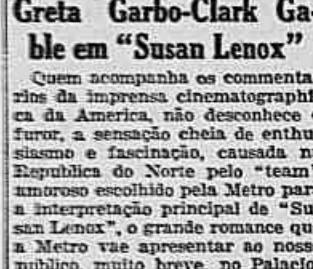 Greta Garbo-Clark Ga-
ble em "Susan Lenox"
Quem acompanha os commenta
rios da imprensa cinematographi
ca da America, não desconhece o
furor, a sensação cheia de enthu
siasmo e fascinação, causada n
Republica do Norte pelo "team"
amoroso escolhido pela Metro par
a interpretação principal de "Su
san Lenox", o grande romance qu
a Metro vae apresentar ao noss
publico, muito breve, no Palacio